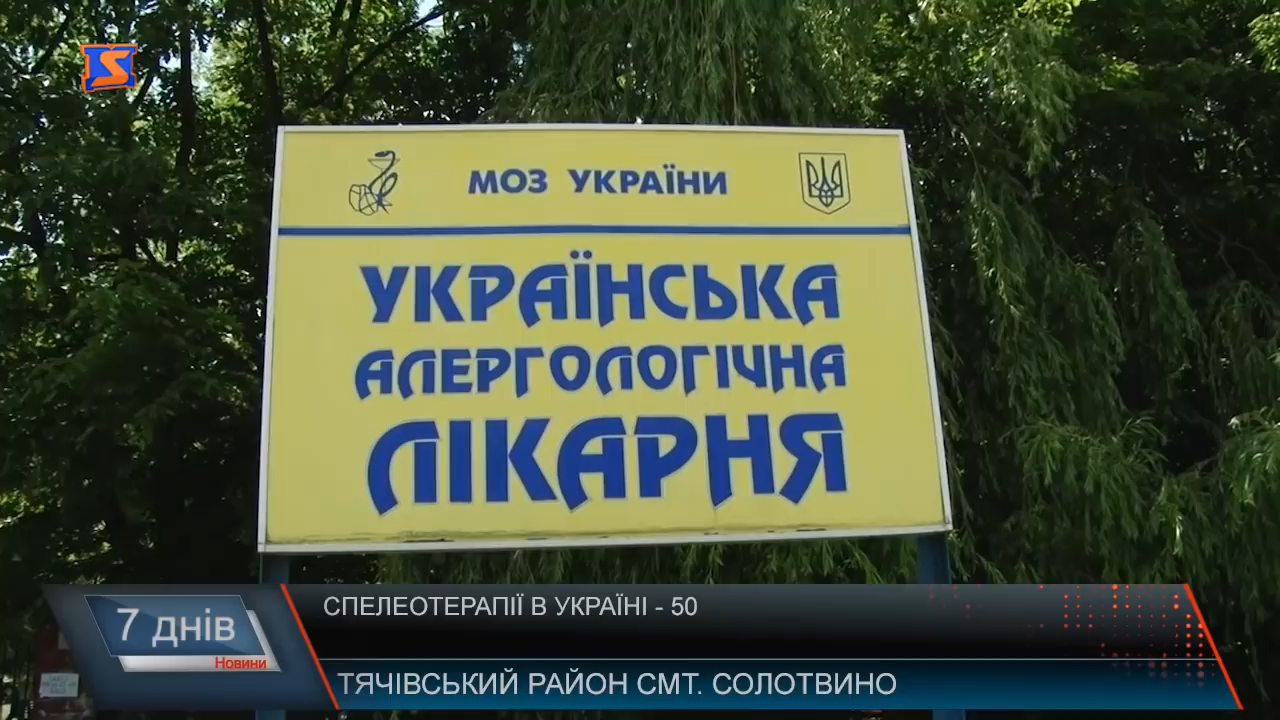 МОЗ УКРАЇНИ
УКРАЇНСЬКА
АЛЕРГОЛОГІЧНА
ЛІКАРНЯ
7 днів
Новини
СПЕЛЕОТЕРАПІЇ В УКРАЇНІ - 50
ТЯЧІВСЬКИЙ РАЙОН СМТ. СОЛОТВИНО